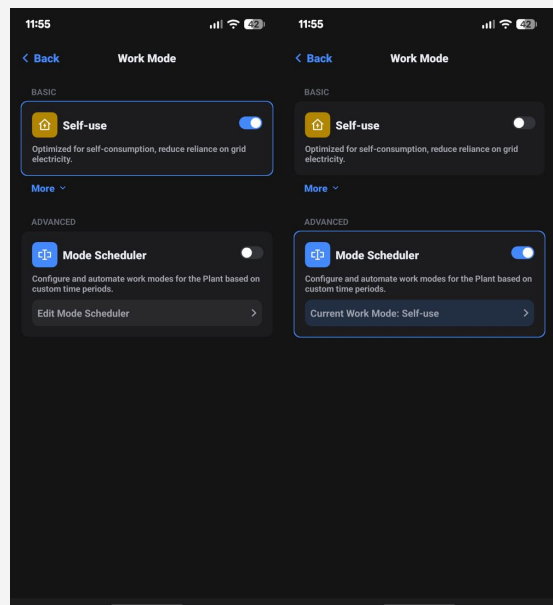 11:55
42
Back
Work Mode
BASIC
Self-use
Optimized for self-consumption, reduce reliance on grid
electricity.
More
ADVANCED
Mode Scheduler
Configure and automate work modes for the Plant based on
custom time periods.
Edit Mode Scheduler
11:55
42
Back
Work Mode
BASIC
Self-use
Optimized for self-consumption, reduce reliance on grid
electricity.
More
ADVANCED
Mode Scheduler
Configure and automate work modes for the Plant based on
custom time periods.
Current Work Mode: Self-use